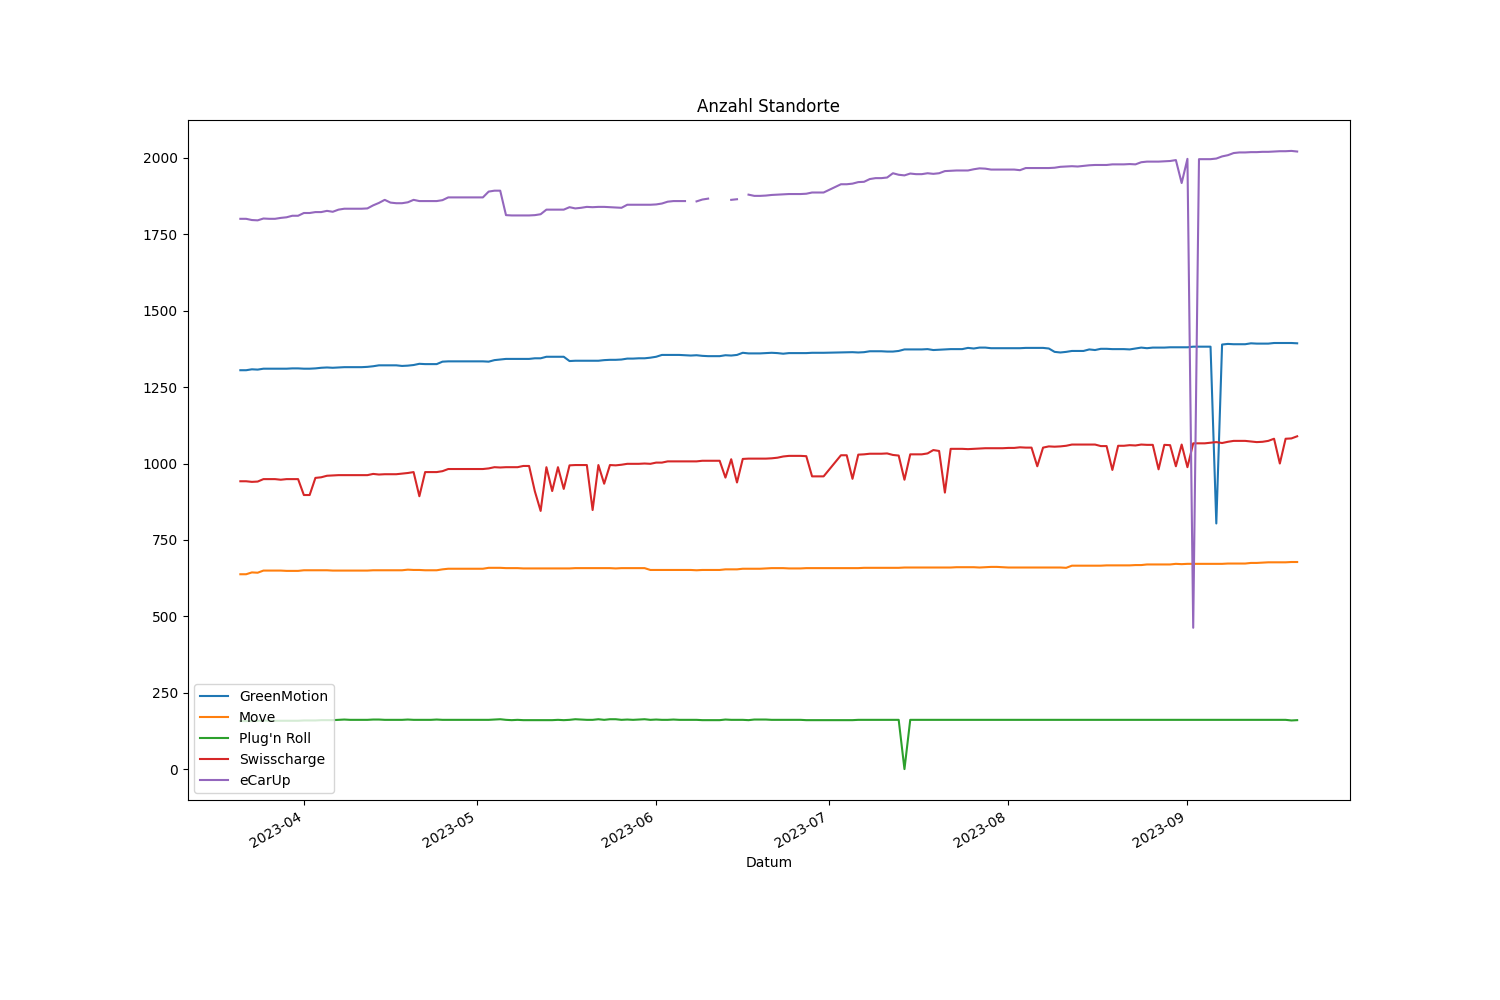 Anzahl Standorte
2000
1750
1500
1250
1000
750
500
250
0
GreenMotion
Move
Plug'n Roll
Swisscharge
eCarUp
2023-04
2023-05
2023-06
2023-07
2023-08
2023-09
Datum